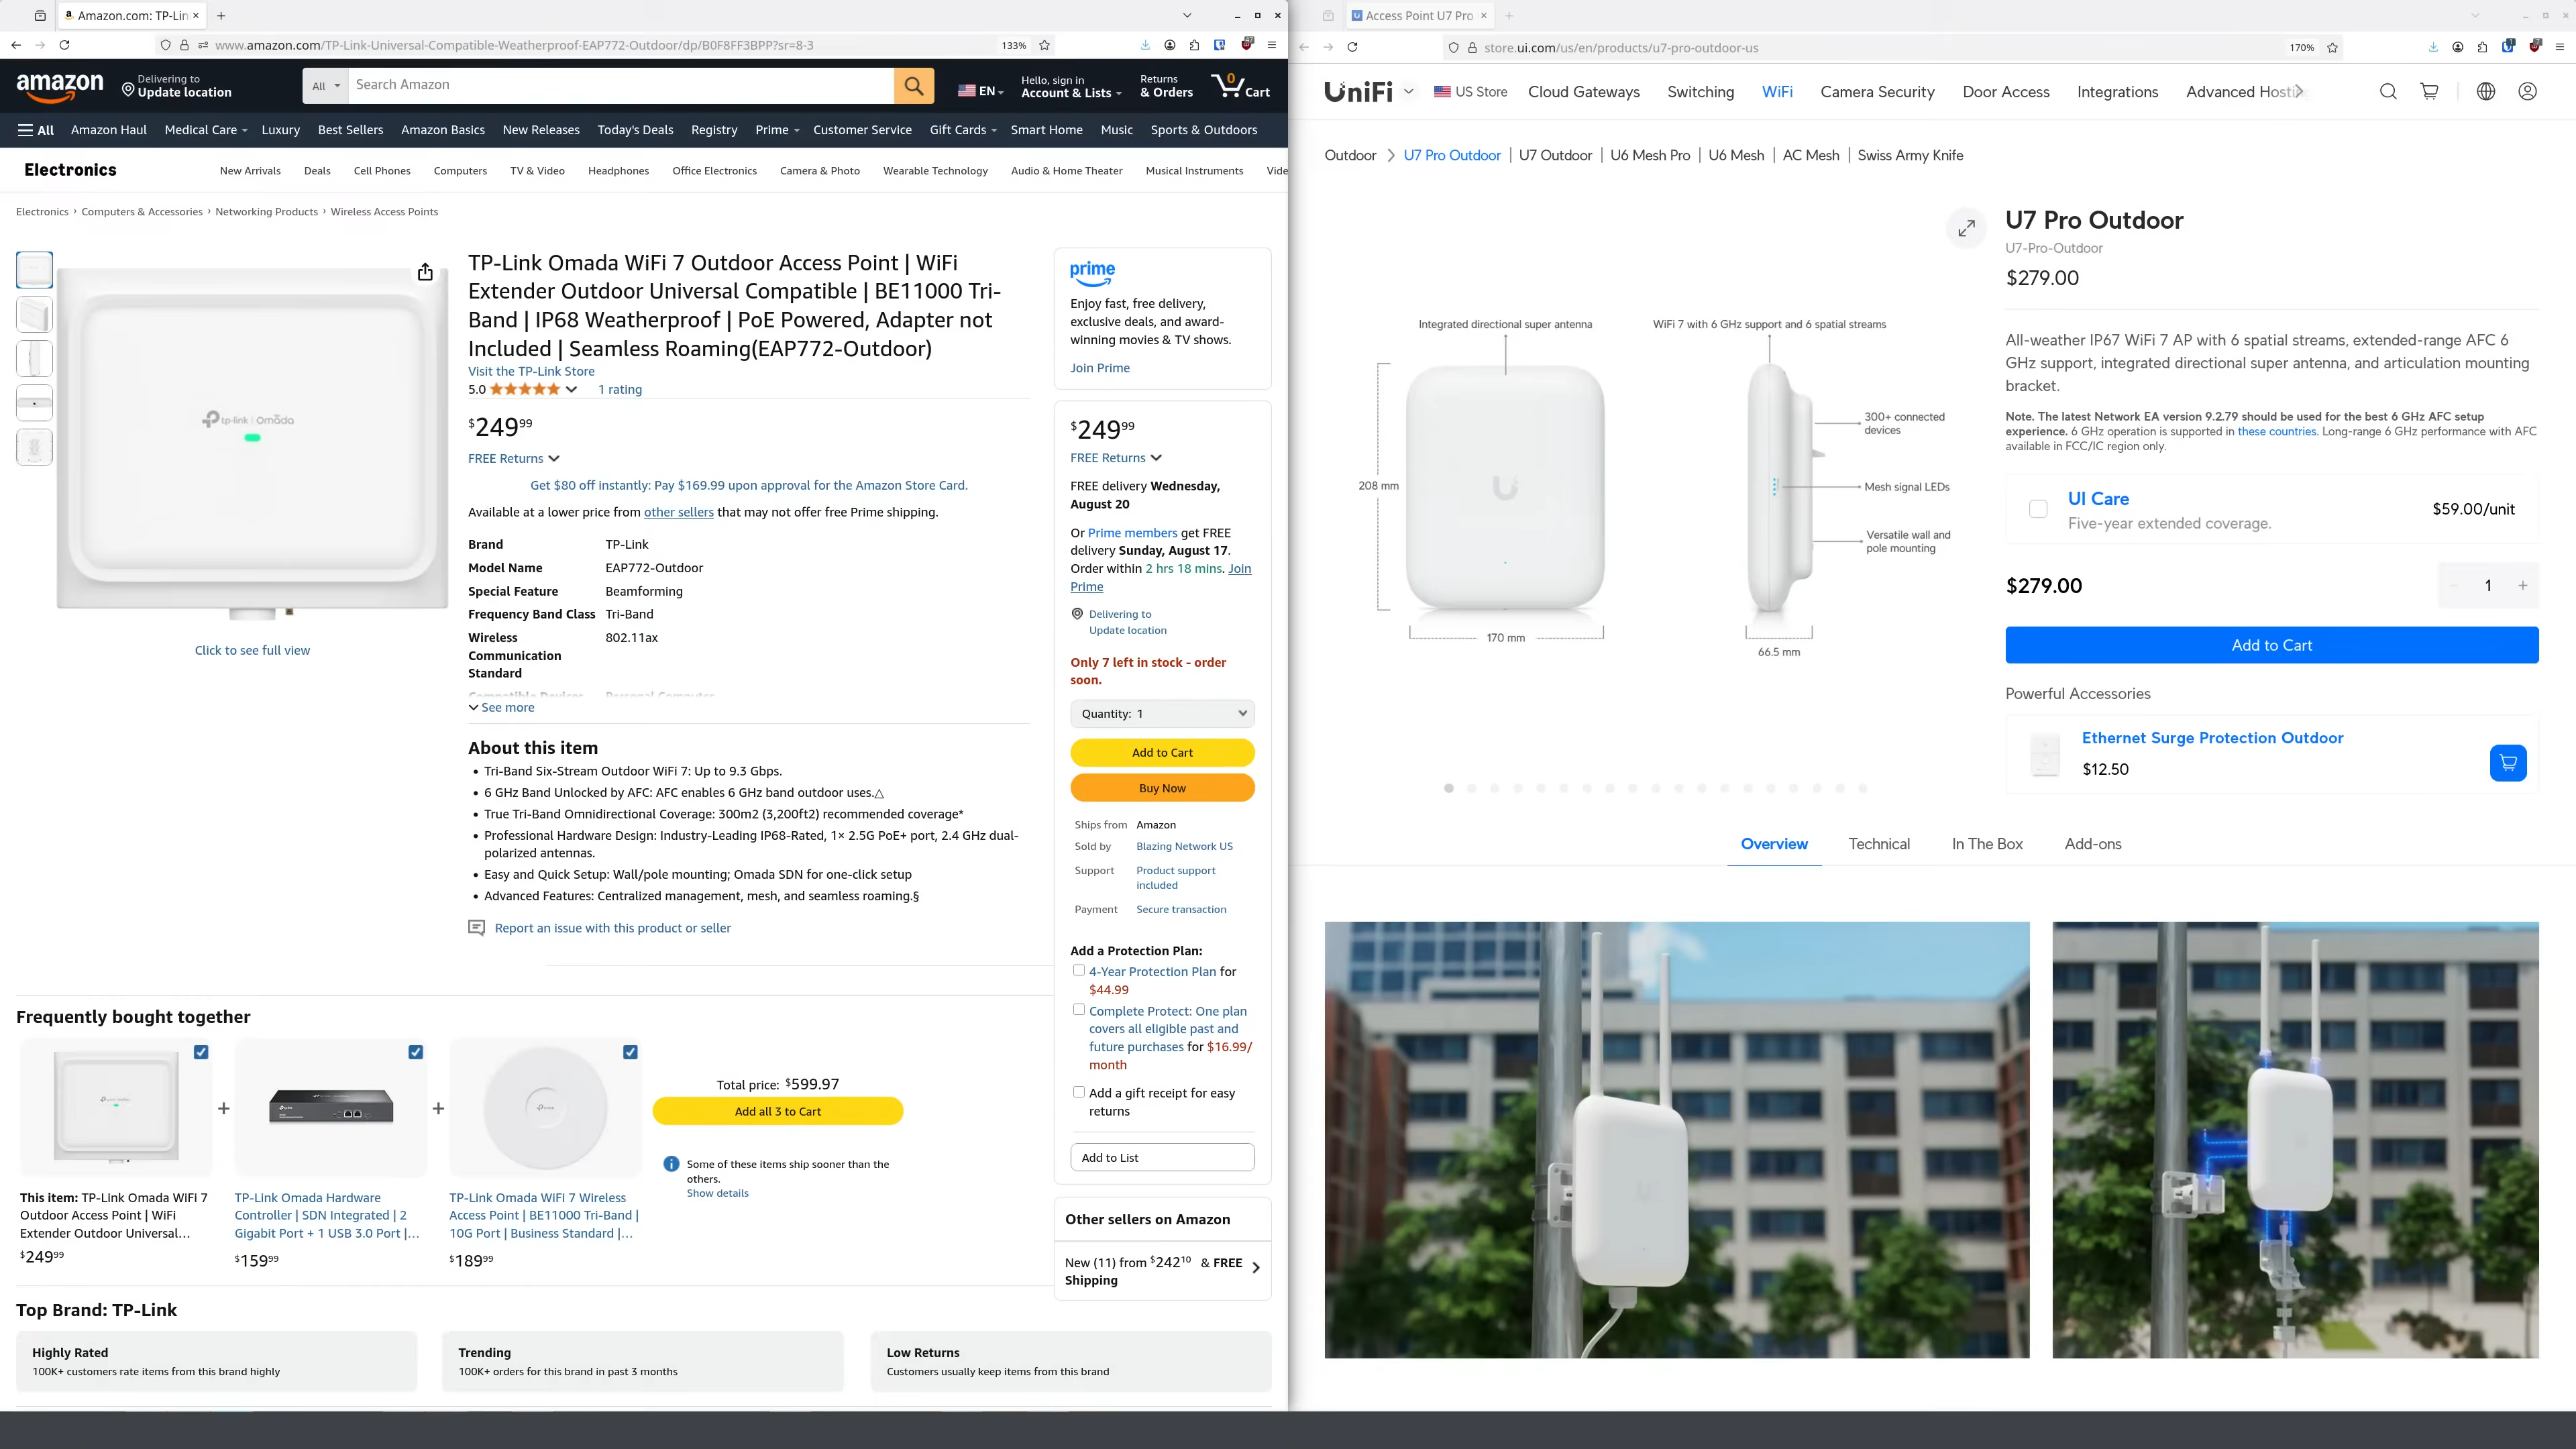 Amazon.com: TP-Lin
www.amazon.com/TP-Link-Universal-Compatible-Weatherproof-EAP772-Outdoor/dp/B0F8FF3BPP?sr=8-3
133%
amazon
Delivering to
Update location
All
Search Amazon
EN
Hello, sign in
Account & Lists
Returns
& Orders
0
Cart
All
Amazon Haul
Medical Care
Luxury
Best Sellers
Amazon Basics
New Releases
Today's Deals
Registry
Prime
Customer Service
Gift Cards
Smart Home
Music
Sports & Outdoors
Electronics
New Arrivals
Deals
Cell Phones
Computers
TV & Video
Headphones
Office Electronics
Camera & Photo
Wearable Technology
Audio & Home Theater
Musical Instruments
Vide
Electronics › Computers & Accessories › Networking Products › Wireless Access Points
tp-link | Omada
Click to see full view
TP-Link Omada WiFi 7 Outdoor Access Point | WiFi
Extender Outdoor Universal Compatible | BE11000 Tri-
Band | IP68 Weatherproof | PoE Powered, Adapter not
Included | Seamless Roaming(EAP772-Outdoor)
Visit the TP-Link Store
5.0
1 rating
$249.99
FREE Returns
Get $80 off instantly: Pay $169.99 upon approval for the Amazon Store Card.
Available at a lower price from other sellers that may not offer free Prime shipping.
Brand TP-Link
Model Name EAP772-Outdoor
Special Feature Beamforming
Frequency Band Class Tri-Band
Wireless 802.11ax
Communication
Standard
Compatible Devices Personal Computer
See more
About this item
• Tri-Band Six-Stream Outdoor WiFi 7: Up to 9.3 Gbps.
• 6 GHz Band Unlocked by AFC: AFC enables 6 GHz band outdoor uses.△
• True Tri-Band Omnidirectional Coverage: 300m2 (3,200ft2) recommended coverage*
• Professional Hardware Design: Industry-Leading IP68-Rated, 1× 2.5G PoE+ port, 2.4 GHz dual-
polarized antennas.
• Easy and Quick Setup: Wall/pole mounting; Omada SDN for one-click setup
• Advanced Features: Centralized management, mesh, and seamless roaming.§
Report an issue with this product or seller
prime
Enjoy fast, free delivery,
exclusive deals, and award-
winning movies & TV shows.
Join Prime
$249.99
FREE Returns
FREE delivery Wednesday,
August 20
Or Prime members get FREE
delivery Sunday, August 17.
Order within 2 hrs 18 mins. Join
Prime
Delivering to
Update location
Only 7 left in stock - order
soon.
Quantity: 1
Add to Cart
Buy Now
Ships from Amazon
Sold by Blazing Network US
Support Product support
included
Payment Secure transaction
Add a Protection Plan:
4-Year Protection Plan for
$44.99
Complete Protect: One plan
covers all eligible past and
future purchases for $16.99/
month
Add a gift receipt for easy
returns
Add to List
Other sellers on Amazon
New (11) from $242.10 & FREE
Shipping
Frequently bought together
+
+
This item: TP-Link Omada WiFi 7
Outdoor Access Point | WiFi
Extender Outdoor Universal…
$249.99
TP-Link Omada Hardware
Controller | SDN Integrated | 2
Gigabit Port + 1 USB 3.0 Port |…
$159.99
TP-Link Omada WiFi 7 Wireless
Access Point | BE11000 Tri-Band |
10G Port | Business Standard |…
$189.99
Total price: $599.97
Add all 3 to Cart
Some of these items ship sooner than the
others.
Show details
Top Brand: TP-Link
Highly Rated
100K+ customers rate items from this brand highly
Trending
100K+ orders for this brand in past 3 months
Low Returns
Customers usually keep items from this brand
Access Point U7 Pro
store.ui.com/us/en/products/u7-pro-outdoor-us
170%
UniFi
US Store
Cloud Gateways
Switching
WiFi
Camera Security
Door Access
Integrations
Advanced Hosti
Outdoor
U7 Pro Outdoor | U7 Outdoor | U6 Mesh Pro | U6 Mesh | AC Mesh | Swiss Army Knife
Integrated directional super antenna
WiFi 7 with 6 GHz support and 6 spatial streams
208 mm
170 mm
66.5 mm
300+ connected
devices
Mesh signal LEDs
Versatile wall and
pole mounting
U7 Pro Outdoor
U7-Pro-Outdoor
$279.00
All-weather IP67 WiFi 7 AP with 6 spatial streams, extended-range AFC 6
GHz support, integrated directional super antenna, and articulation mounting
bracket.
Note. The latest Network EA version 9.2.79 should be used for the best 6 GHz AFC setup
experience. 6 GHz operation is supported in these countries. Long-range 6 GHz performance with AFC
available in FCC/IC region only.
UI Care
Five-year extended coverage.
$59.00/unit
$279.00
1
Add to Cart
Powerful Accessories
Ethernet Surge Protection Outdoor
$12.50
Overview
Technical
In The Box
Add-ons